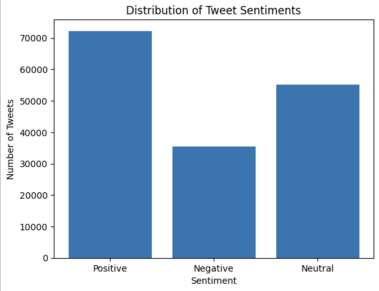 Distribution of Tweet Sentiments
70000
60000
50000
40000
30000
20000
10000
0
Number of Tweets
Positive Negative Neutral
Sentiment